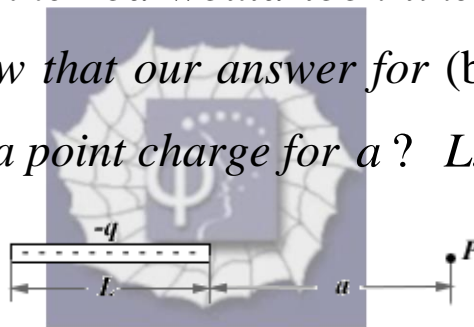 w that our answer for (b
a point charge for a ? L
-q
L a P